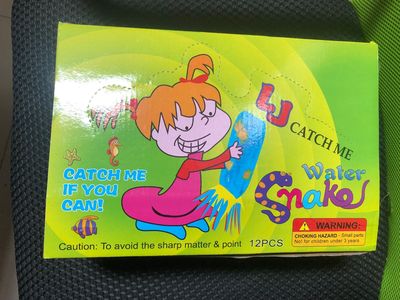 LJ
CATCH ME
Water
Snake
CATCH ME
IF YOU
CAN!
WARNING:
CHOKING HAZARD - Small parts
Not for children under 3 years
Caution: To avoid the sharp matter & point 12PCS